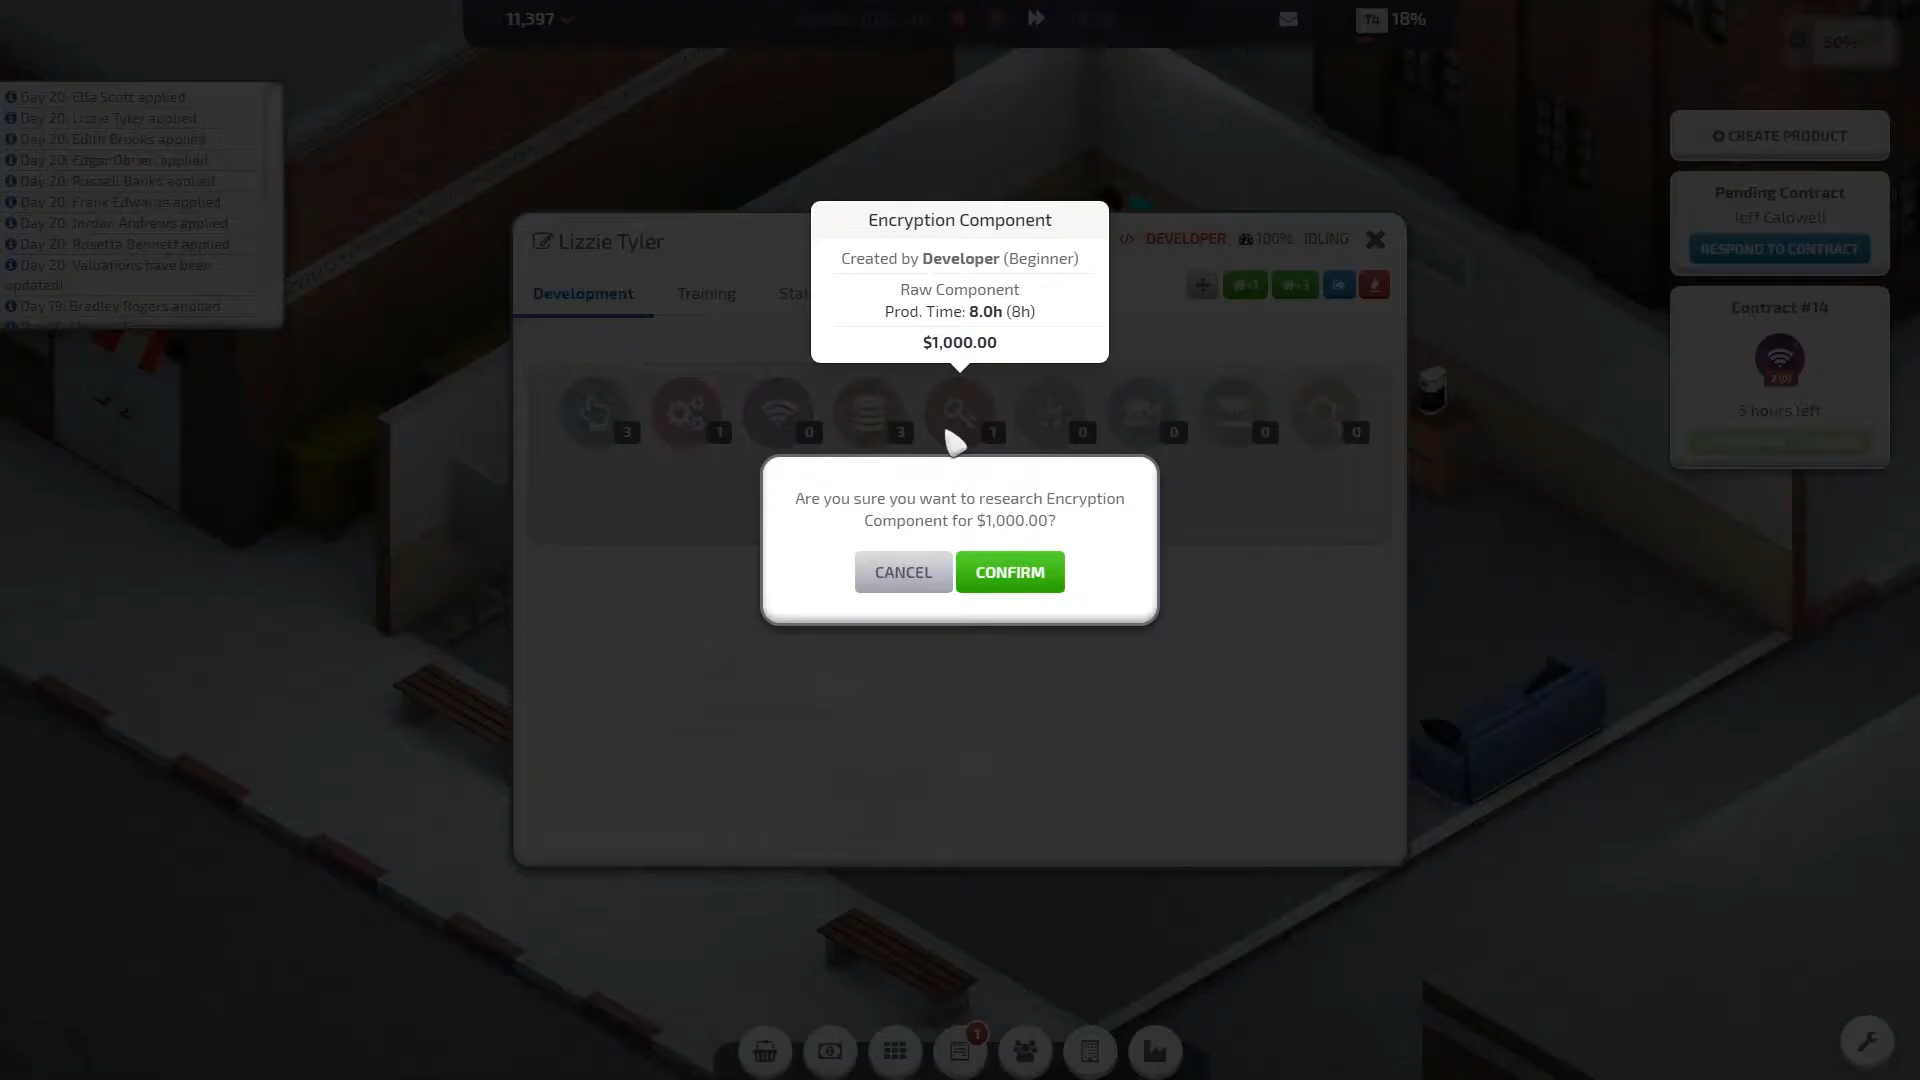 11,397
T4 18%
50%
Day 20: Ella Scott applied
Day 20: Lizzie Tyler applied
Day 20: Edith Brooks applied
Day 20: Edgar Obrien applied
Day 20: Russell Banks applied
Day 20: Frank Edwards applied
Day 20: Jordan Andrews applied
Day 20: Rosetta Bennett applied
Day 20: Valuations have been
updated!
Day 19: Bradley Rogers applied
CREATE PRODUCT
Pending Contract
Jeff Caldwell
RESPOND TO CONTRACT
Contract #14
2 (0)
5 hours left
Lizzie Tyler
DEVELOPER 100% IDLING
Development Training Stat
Encryption Component
Created by Developer (Beginner)
Raw Component
Prod. Time: 8.0h (8h)
$1,000.00
3 1 0 3 1 0 0 0 0
Are you sure you want to research Encryption
Component for $1,000.00?
CANCEL CONFIRM
1